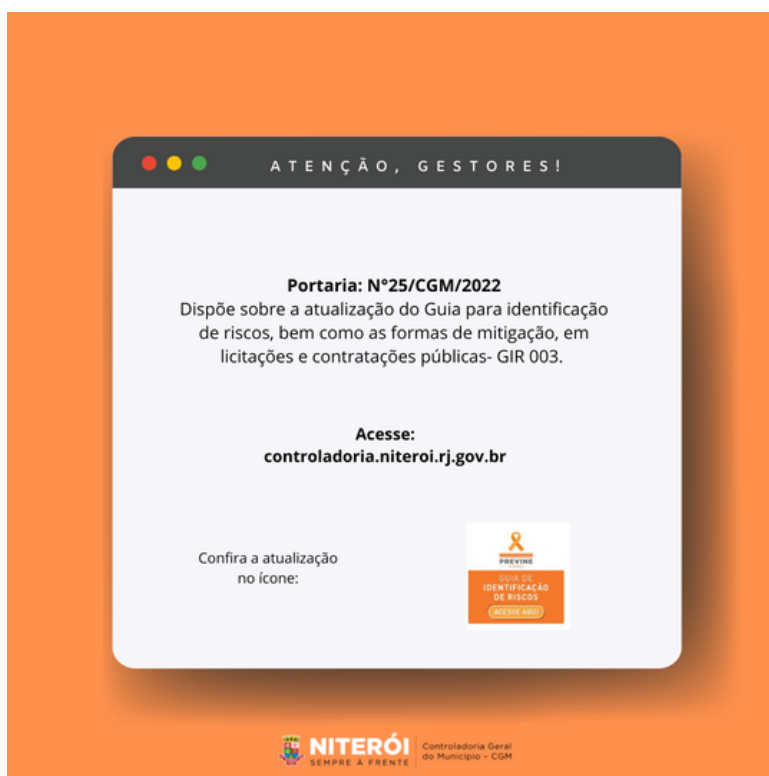 ATENÇÃO, GESTORES!
Portaria: N°25/CGM/2022
Dispõe sobre a atualização do Guia para identificação
de riscos, bem como as formas de mitigação, em
licitações e contratações públicas- GIR 003.
Acesse:
controladoria.niteroi.rj.gov.br
Confira a atualização
no ícone:
PREVINE
GUIA DE
IDENTIFICAÇÃO
DE RISCOS
ACESSE AQUI
NITERÓI
SEMPRE À FRENTE
Controladoria Geral
do Município – CGM